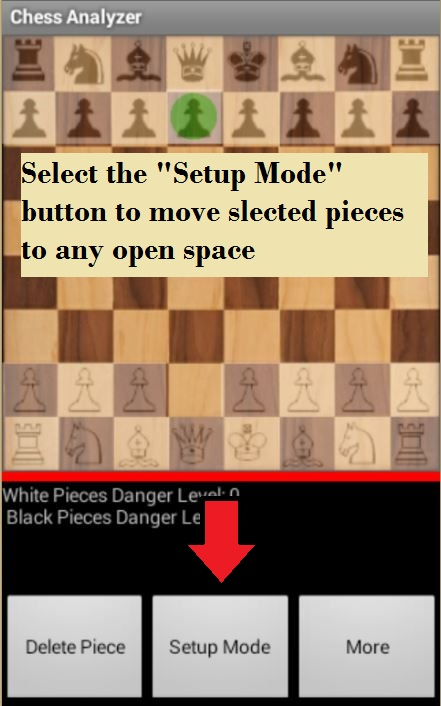 Chess Analyzer
Select the "Setup Mode"
button to move slected pieces
to any open space
White Pieces Danger Level: 0
Black Pieces Danger
Delete Piece
Setup Mode
More